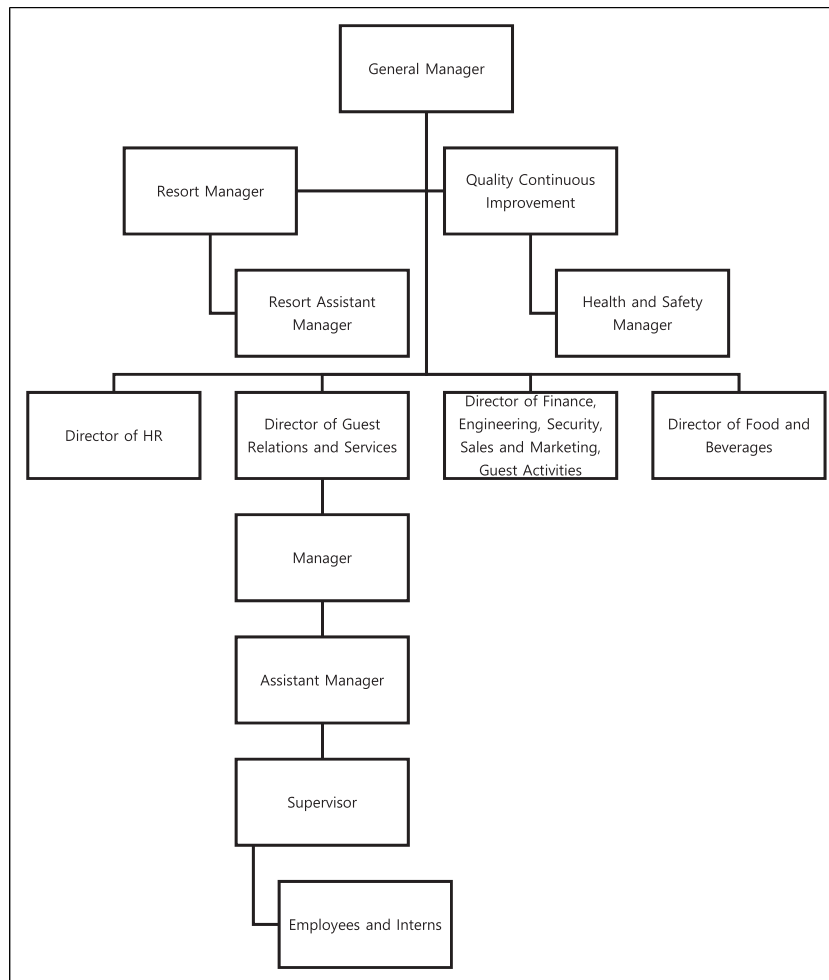 General Manager
Resort Manager
Quality Continuous
Improvement
Resort Assistant
Manager
Health and Safety
Manager
Director of HR
Director of Guest
Relations and Services
Director of Finance,
Engineering, Security,
Sales and Marketing,
Guest Activities
Director of Food and
Beverages
Manager
Assistant Manager
Supervisor
Employees and Interns